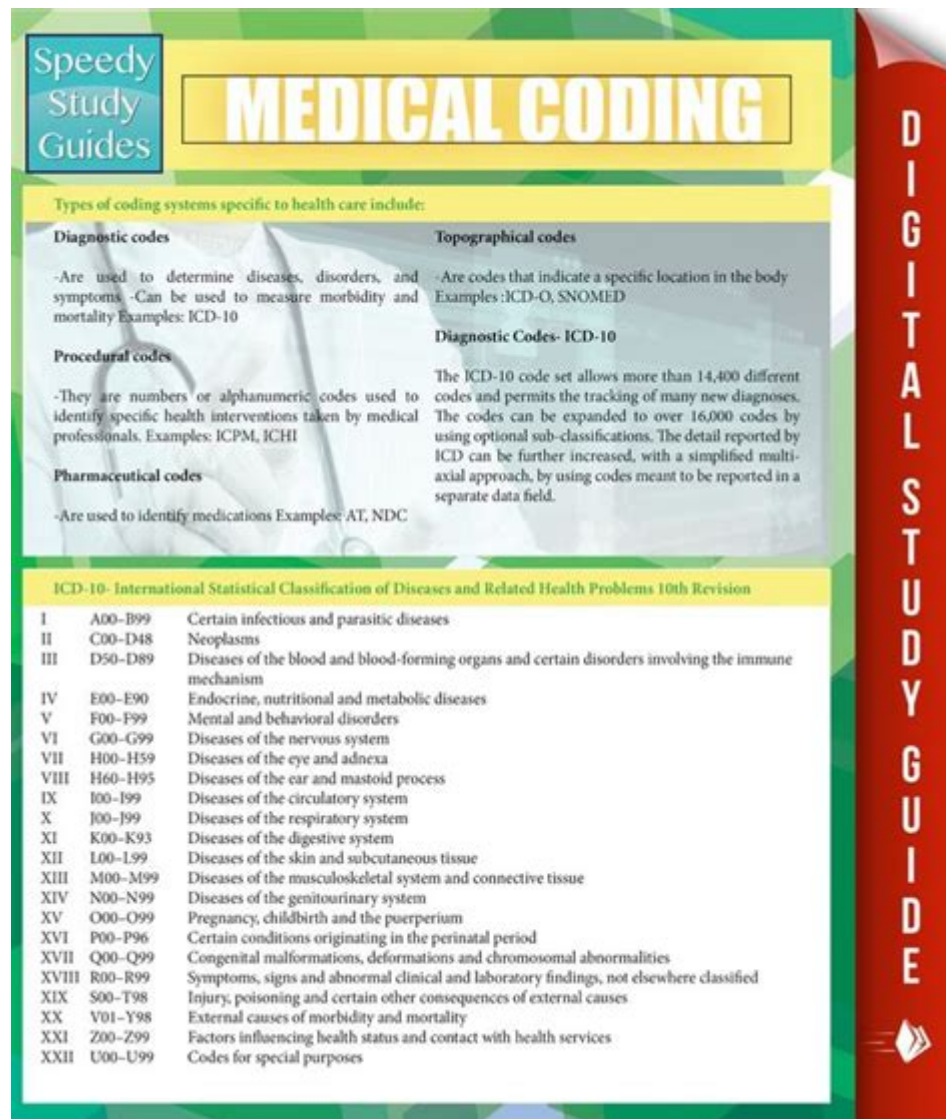 Speedy
Study
Guides
MEDICAL CODING
Types of coding systems specific to health care include:
Diagnostic codes
-Are used to determine diseases, disorders, and
symptoms -Can be used to measure morbidity and
mortality Examples: ICD-10
Procedural codes
-They are numbers or alphanumeric codes used to
identify specific health interventions taken by medical
professionals. Examples: ICPM, ICHI
Pharmaceutical codes
-Are used to identify medications Examples: AT, NDC
Topographical codes
-Are codes that indicate a specific location in the body
Examples :ICD-O, SNOMED
Diagnostic Codes- ICD-10
The ICD-10 code set allows more than 14,400 different
codes and permits the tracking of many new diagnoses.
The codes can be expanded to over 16,000 codes by
using optional sub-classifications. The detail reported by
ICD can be further increased, with a simplified multi-
axial approach, by using codes meant to be reported in a
separate data field.
ICD-10- International Statistical Classification of Diseases and Related Health Problems 10th Revision
I A00–B99 Certain infectious and parasitic diseases
II C00–D48 Neoplasms
III D50–D89 Diseases of the blood and blood-forming organs and certain disorders involving the immune
mechanism
IV E00–E90 Endocrine, nutritional and metabolic diseases
V F00–F99 Mental and behavioral disorders
VI G00–G99 Diseases of the nervous system
VII H00–H59 Diseases of the eye and adnexa
VIII H60–H95 Diseases of the ear and mastoid process
IX I00–I99 Diseases of the circulatory system
X J00–J99 Diseases of the respiratory system
XI K00–K93 Diseases of the digestive system
XII L00–L99 Diseases of the skin and subcutaneous tissue
XIII M00–M99 Diseases of the musculoskeletal system and connective tissue
XIV N00–N99 Diseases of the genitourinary system
XV O00–O99 Pregnancy, childbirth and the puerperium
XVI P00–P96 Certain conditions originating in the perinatal period
XVII Q00–Q99 Congenital malformations, deformations and chromosomal abnormalities
XVIII R00–R99 Symptoms, signs and abnormal clinical and laboratory findings, not elsewhere classified
XIX S00–T98 Injury, poisoning and certain other consequences of external causes
XX V01–Y98 External causes of morbidity and mortality
XXI Z00–Z99 Factors influencing health status and contact with health services
XXII U00–U99 Codes for special purposes
DIGITAL STUDY GUIDE